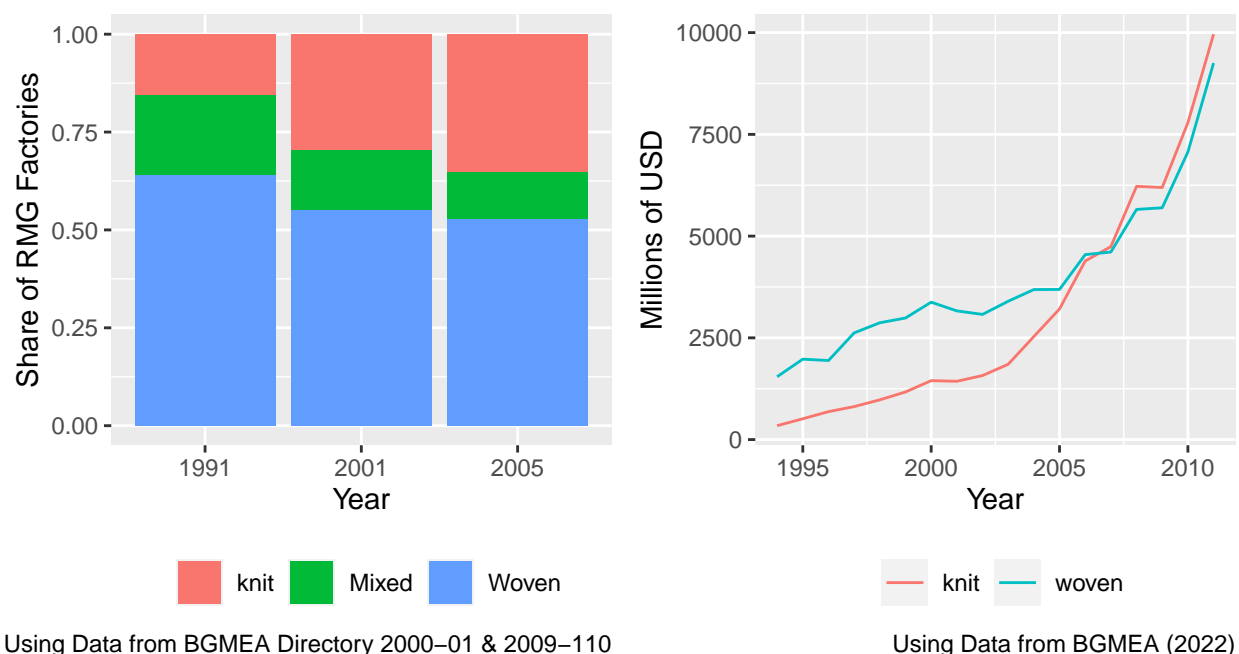 Share of RMG Factories
1.00
0.75
0.50
0.25
0.00
1991 2001 2005
Year
knit Mixed Woven
Using Data from BGMEA Directory 2000−01 & 2009−110
Millions of USD
10000
7500
5000
2500
0
1995 2000 2005 2010
Year
knit woven
Using Data from BGMEA (2022)